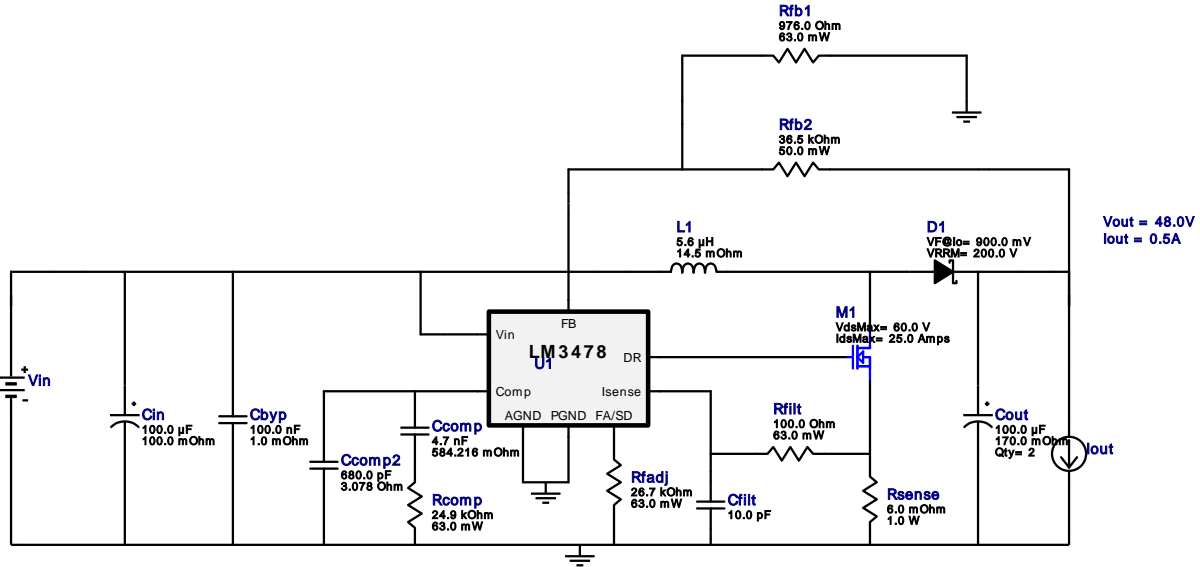 Rfb1
976.0 Ohm
63.0 mW
Rfb2
36.5 kOhm
50.0 mW
Vout = 48.0V
Iout = 0.5A
L1
5.6 µH
14.5 mOhm
D1
VF@Io= 900.0 mV
VRRM= 200.0 V
M1
VdsMax= 60.0 V
IdsMax= 25.0 Amps
FB
Vin
LM3478
U1
DR
Comp
Isense
AGND PGND FA/SD
+
Vin
-
Cin
100.0 µF
100.0 mOhm
Cbyp
100.0 nF
1.0 mOhm
Ccomp2
680.0 pF
3.078 Ohm
Ccomp
4.7 nF
584.216 mOhm
Rcomp
24.9 kOhm
63.0 mW
Rfadj
26.7 kOhm
63.0 mW
Cfilt
10.0 pF
Rfilt
100.0 Ohm
63.0 mW
Rsense
6.0 mOhm
1.0 W
Cout
100.0 µF
170.0 mOhm
Qty= 2
Iout